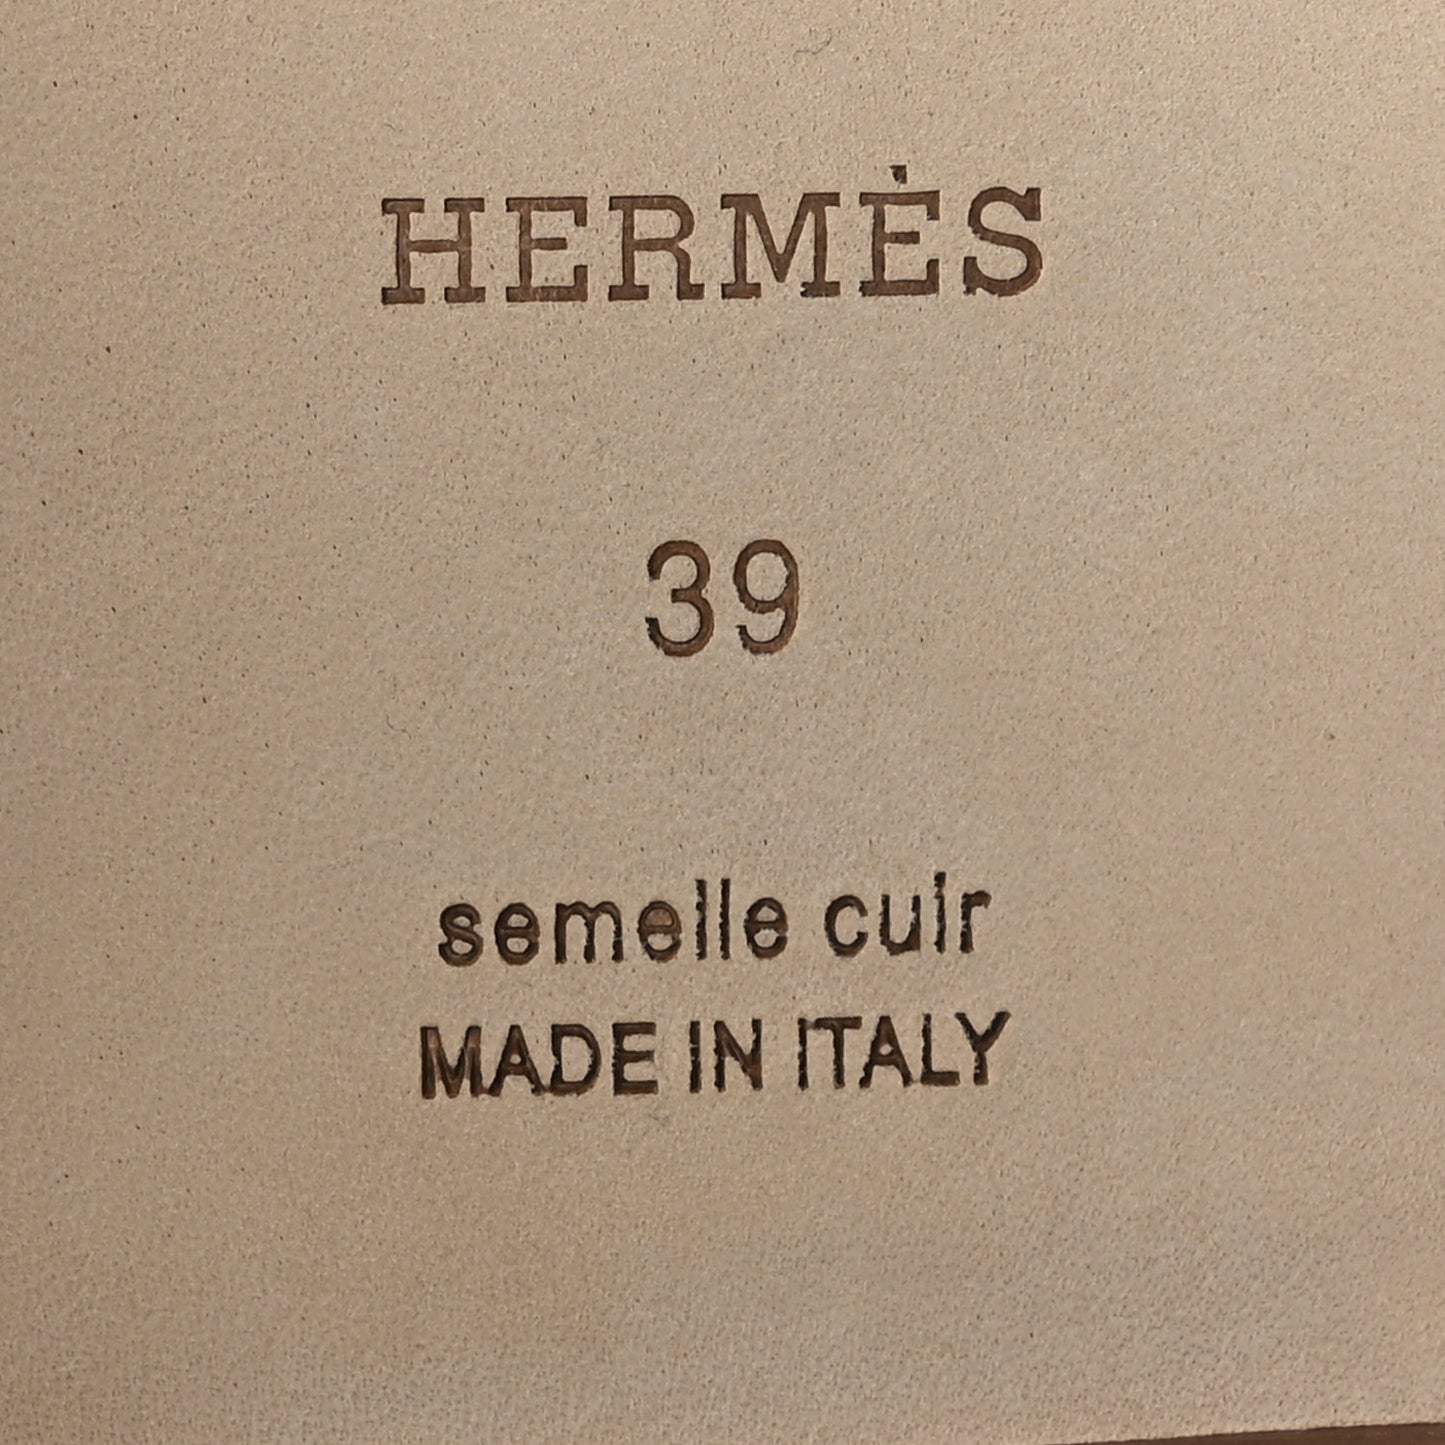 HERMÈS
39
semelle cuir
MADE IN ITALY